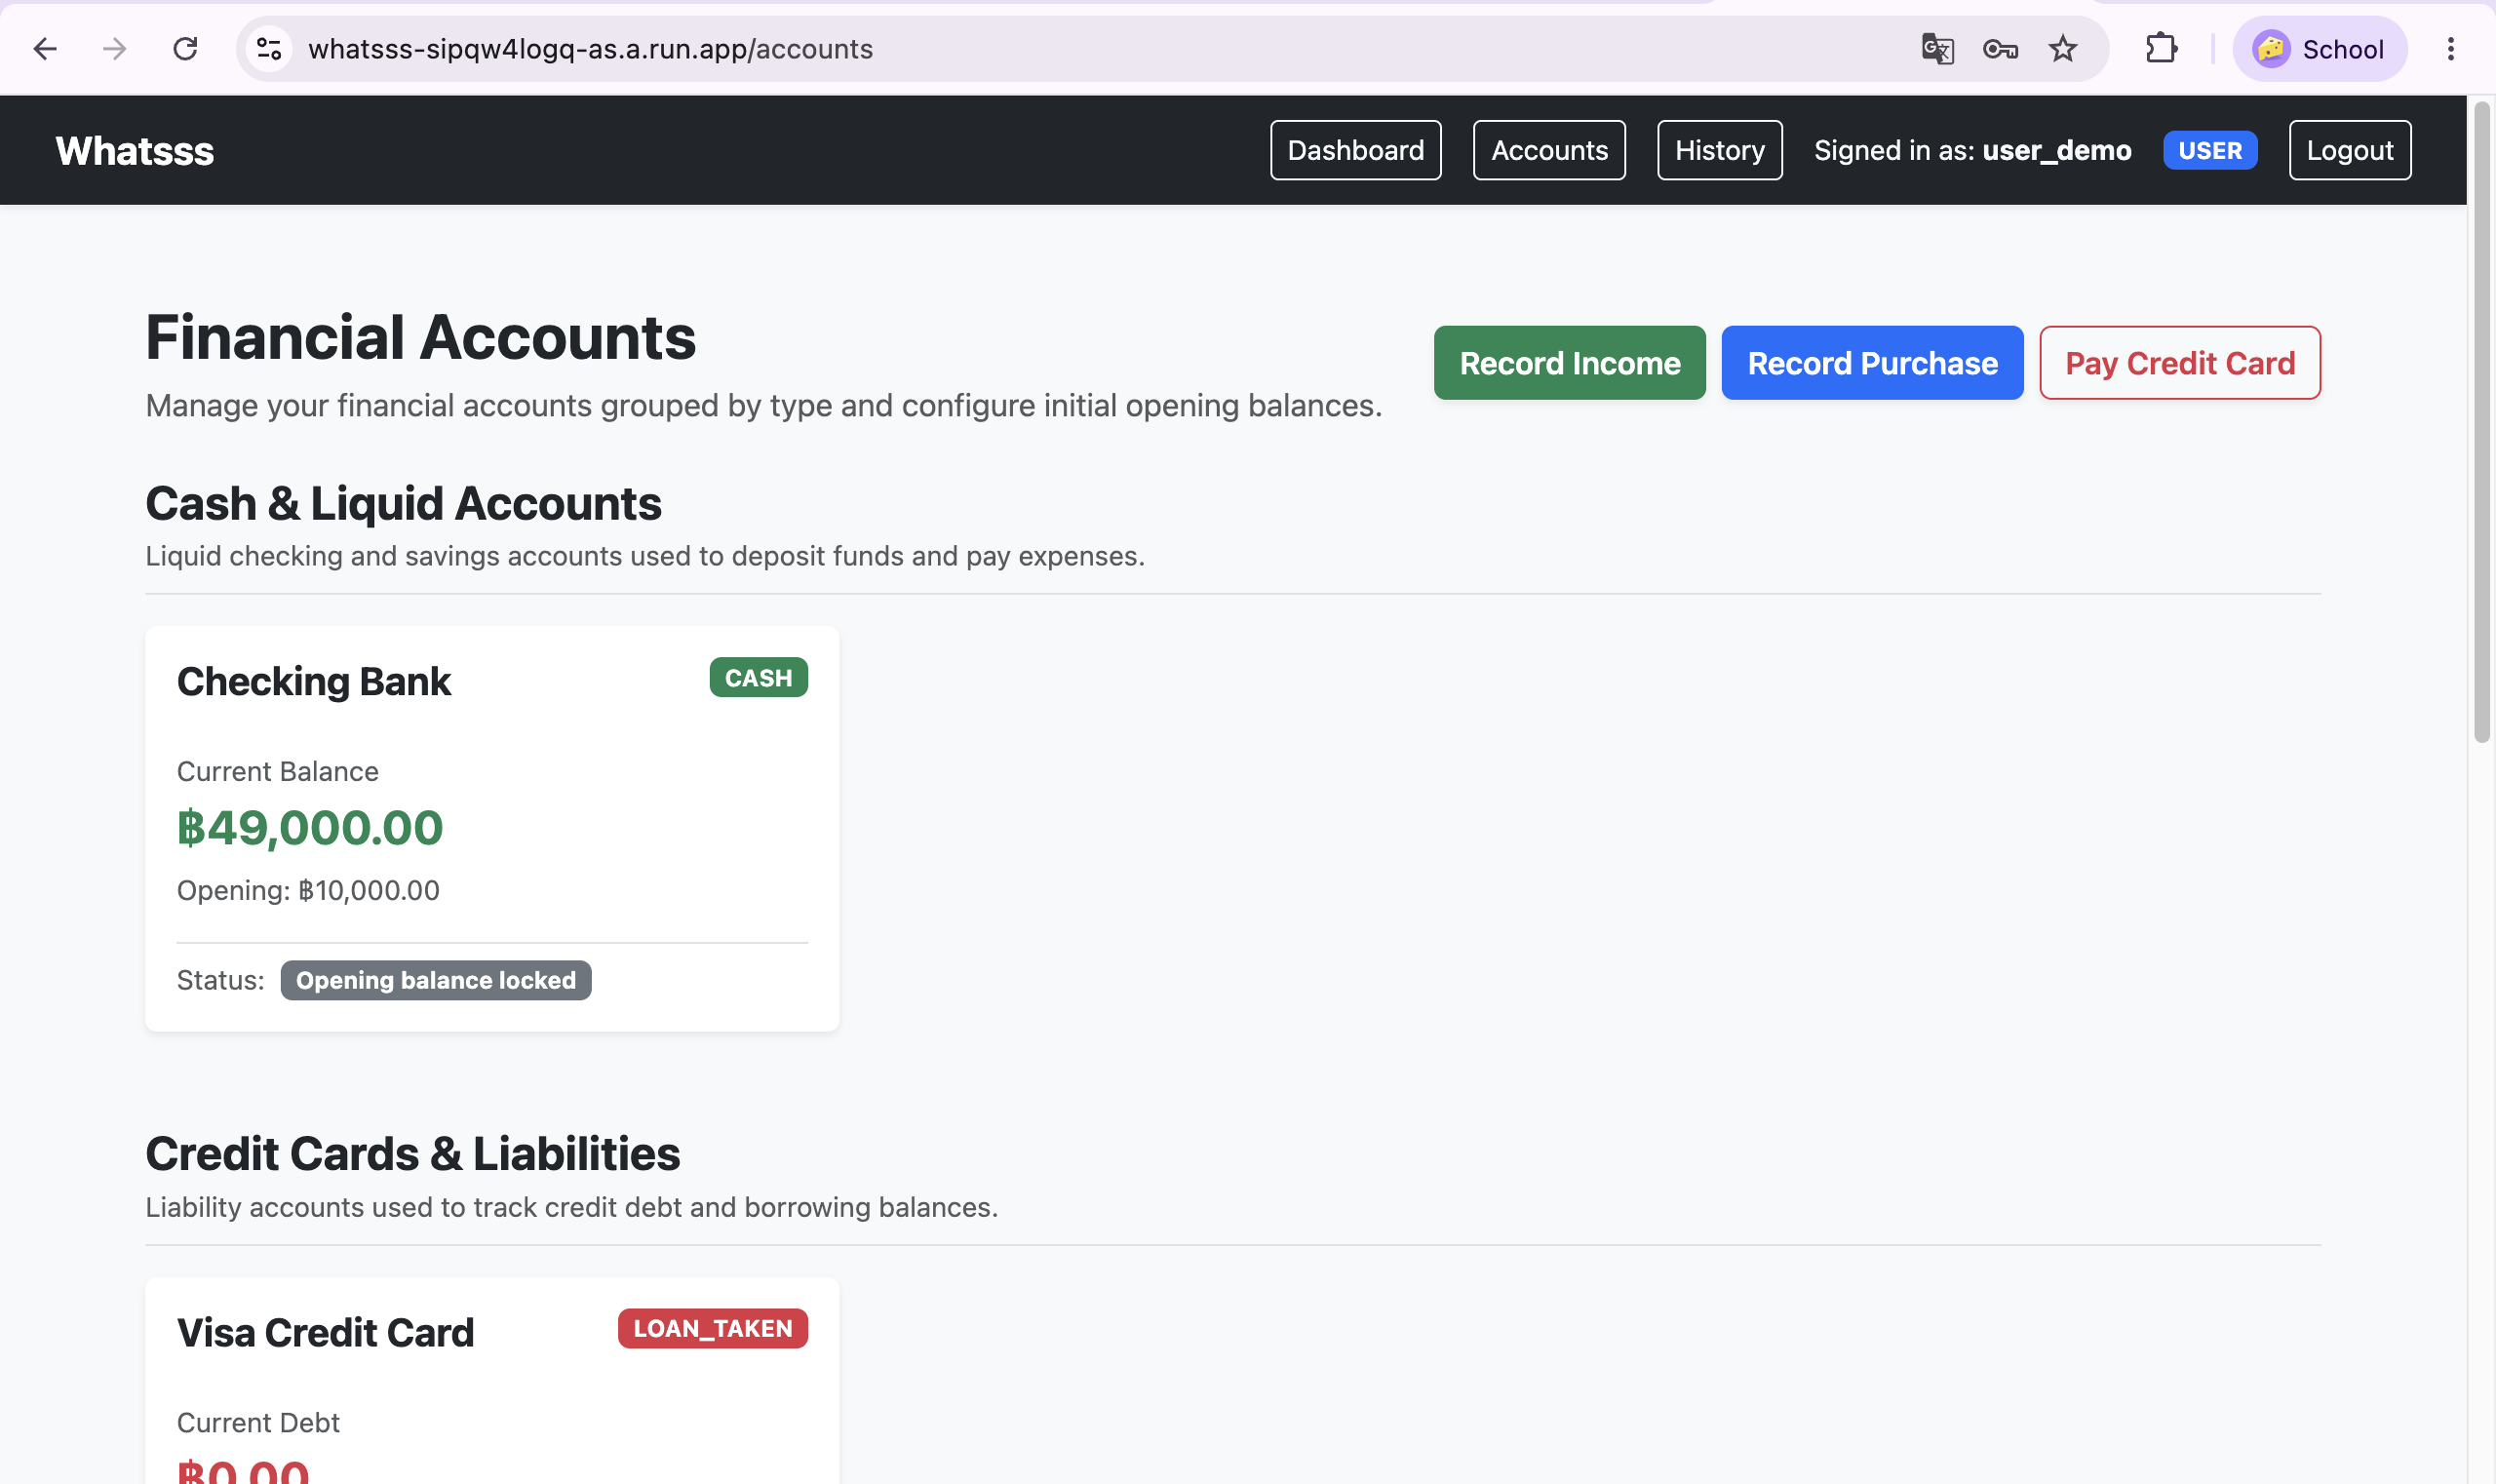 whatsss-sipqw4logq-as.a.run.app/accounts
School
Whatsss
Dashboard
Accounts
History
Signed in as: user_demo
USER
Logout
Financial Accounts
Manage your financial accounts grouped by type and configure initial opening balances.
Record Income
Record Purchase
Pay Credit Card
Cash & Liquid Accounts
Liquid checking and savings accounts used to deposit funds and pay expenses.
Checking Bank
CASH
Current Balance
฿49,000.00
Opening: ฿10,000.00
Status: Opening balance locked
Credit Cards & Liabilities
Liability accounts used to track credit debt and borrowing balances.
Visa Credit Card
LOAN_TAKEN
Current Debt
฿0.00